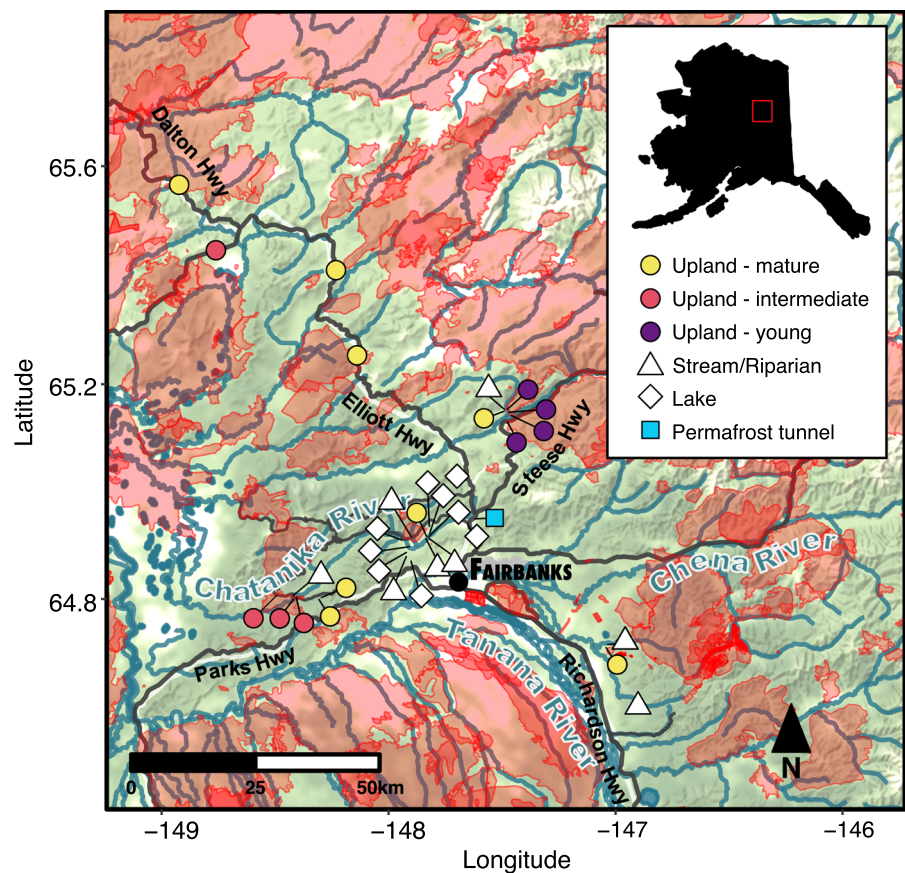 Dalton Hwy
65.6
Upland - mature
Upland - intermediate
Upland - young
Stream/Riparian
Lake
Permafrost tunnel
Latitude
65.2
Elliott Hwy
Steese Hwy
Chatanika River
FAIRBANKS
Chena River
64.8
Parks Hwy
Tanana River
Richardson Hwy
N
0
25
50km
−149
−148
−147
−146
Longitude